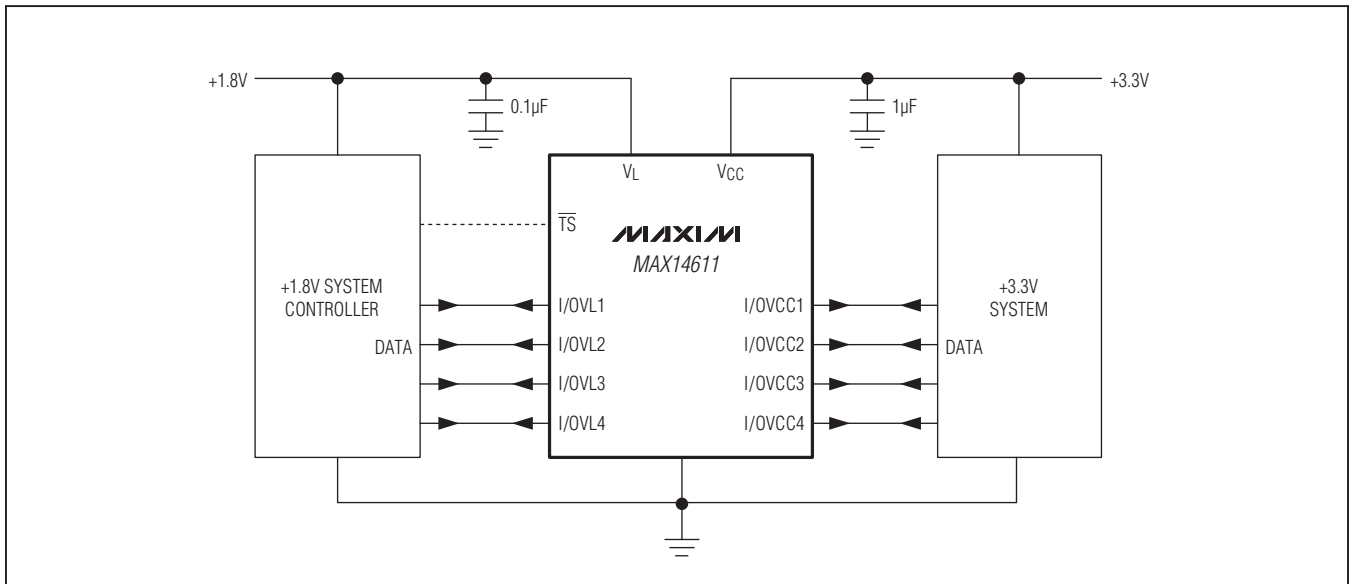 +1.8V
0.1µF
1µF
+3.3V
VL
VCC
TS
MAXIM
MAX14611
+1.8V SYSTEM
CONTROLLER
DATA
I/OVL1
I/OVL2
I/OVL3
I/OVL4
I/OVCC1
I/OVCC2
I/OVCC3
I/OVCC4
+3.3V
SYSTEM
DATA